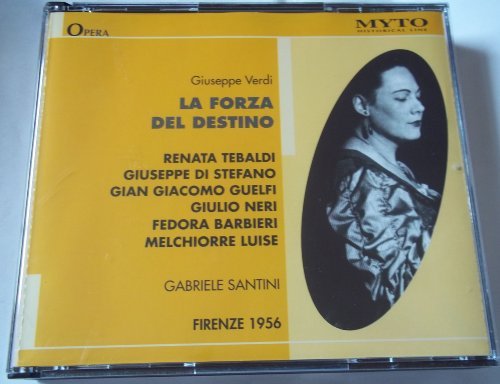 OPERA
MYTO
HISTORICAL LINE
Giuseppe Verdi
LA FORZA
DEL DESTINO
RENATA TEBALDI
GIUSEPPE DI STEFANO
GIAN GIACOMO GUELFI
GIULIO NERI
FEDORA BARBIERI
MELCHIORRE LUISE
GABRIELE SANTINI
FIRENZE 1956